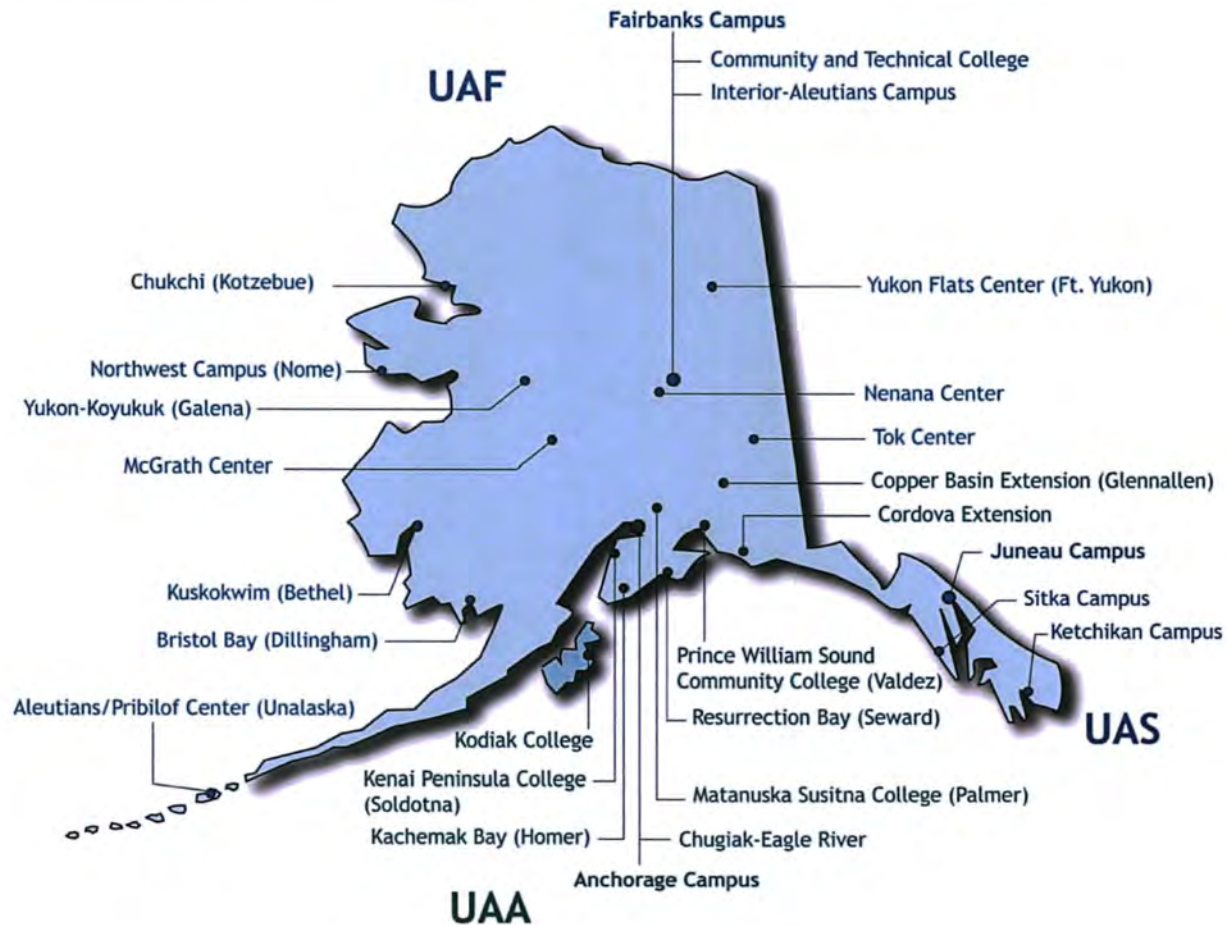 Fairbanks Campus
Community and Technical College
UAF
Interior-Aleutians Campus
Chukchi (Kotzebue)
Yukon Flats Center (Ft. Yukon)
Northwest Campus (Nome)
Nenana Center
Yukon-Koyukuk (Galena)
Tok Center
McGrath Center
Copper Basin Extension (Glennallen)
Cordova Extension
Juneau Campus
Kuskokwim (Bethel)
Sitka Campus
Bristol Bay (Dillingham)
Ketchikan Campus
Prince William Sound
Community College (Valdez)
Aleutians/Pribilof Center (Unalaska)
Resurrection Bay (Seward)
UAS
Kodiak College
Kenai Peninsula College
(Soldotna)
Matanuska Susitna College (Palmer)
Kachemak Bay (Homer)
Chugiak-Eagle River
Anchorage Campus
UAA